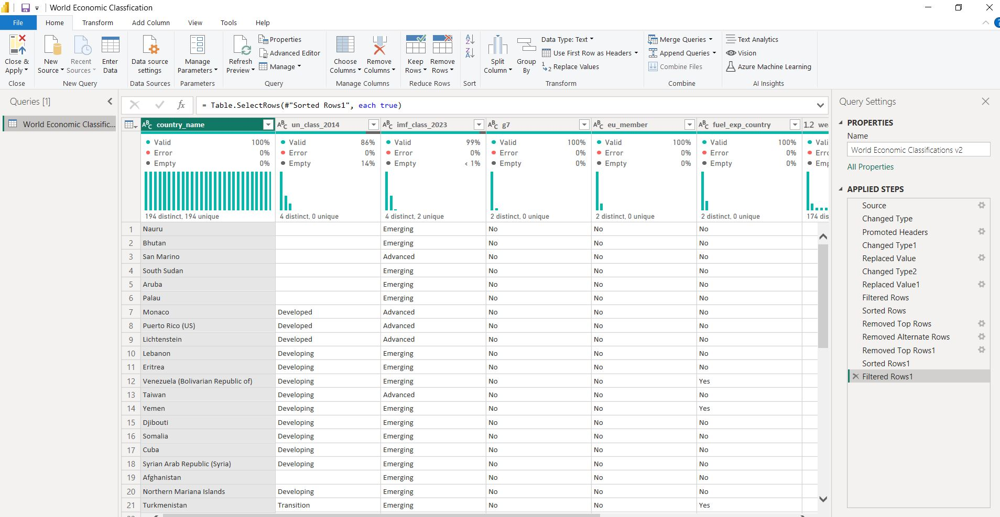 World Economic Classfication
File Home Transform Add Column View Tools Help
Close & Apply
New Source
Recent Sources
Enter Data
Data source settings
Manage Parameters
Refresh Preview
Properties
Advanced Editor
Manage
Choose Columns
Remove Columns
Keep Rows
Remove Rows
Split Column
Group By
Data Type: Text
Use First Row as Headers
Replace Values
Merge Queries
Append Queries
Combine Files
Text Analytics
Vision
Azure Machine Learning
Close New Query Data Sources Parameters Query Manage Columns Reduce Rows Sort Transform Combine AI Insights
Queries [1]
World Economic Classific...
fx = Table.SelectRows(#"Sorted Rows1", each true)
ABC country_name ABC un_class_2014 ABC imf_class_2023 ABC g7 ABC eu_member ABC fuel_exp_country 1.2 we
Valid 100% Valid 86% Valid 99% Valid 100% Valid 100% Valid 100% Vali
Error 0% Error 0% Error 0% Error 0% Error 0% Error 0% Erro
Empty 0% Empty 14% Empty < 1% Empty 0% Empty 0% Empty 0% Emp
194 distinct, 194 unique 4 distinct, 0 unique 4 distinct, 2 unique 2 distinct, 0 unique 2 distinct, 0 unique 2 distinct, 0 unique 174 dis
1 Nauru Emerging No No No
2 Bhutan Emerging No No No
3 San Marino Advanced No No No
4 South Sudan Emerging No No No
5 Aruba Emerging No No No
6 Palau Emerging No No No
7 Monaco Developed Advanced No No No
8 Puerto Rico (US) Developed Advanced No No No
9 Lichtenstein Developed Advanced No No No
10 Lebanon Developing Emerging No No No
11 Eritrea Developing Emerging No No No
12 Venezuela (Bolivarian Republic of) Developing Emerging No No Yes
13 Taiwan Developing Advanced No No No
14 Yemen Developing Emerging No No Yes
15 Djibouti Developing Emerging No No No
16 Somalia Developing Emerging No No No
17 Cuba Developing Emerging No No No
18 Syrian Arab Republic (Syria) Developing Emerging No No No
19 Afghanistan Emerging No No No
20 Northern Mariana Islands Developing Emerging No No No
21 Turkmenistan Transition Emerging No No Yes
Query Settings
PROPERTIES
Name
World Economic Classifications v2
All Properties
APPLIED STEPS
Source
Changed Type
Promoted Headers
Changed Type1
Replaced Value
Changed Type2
Replaced Value1
Filtered Rows
Sorted Rows
Removed Top Rows
Removed Alternate Rows
Removed Top Rows1
Sorted Rows1
Filtered Rows1